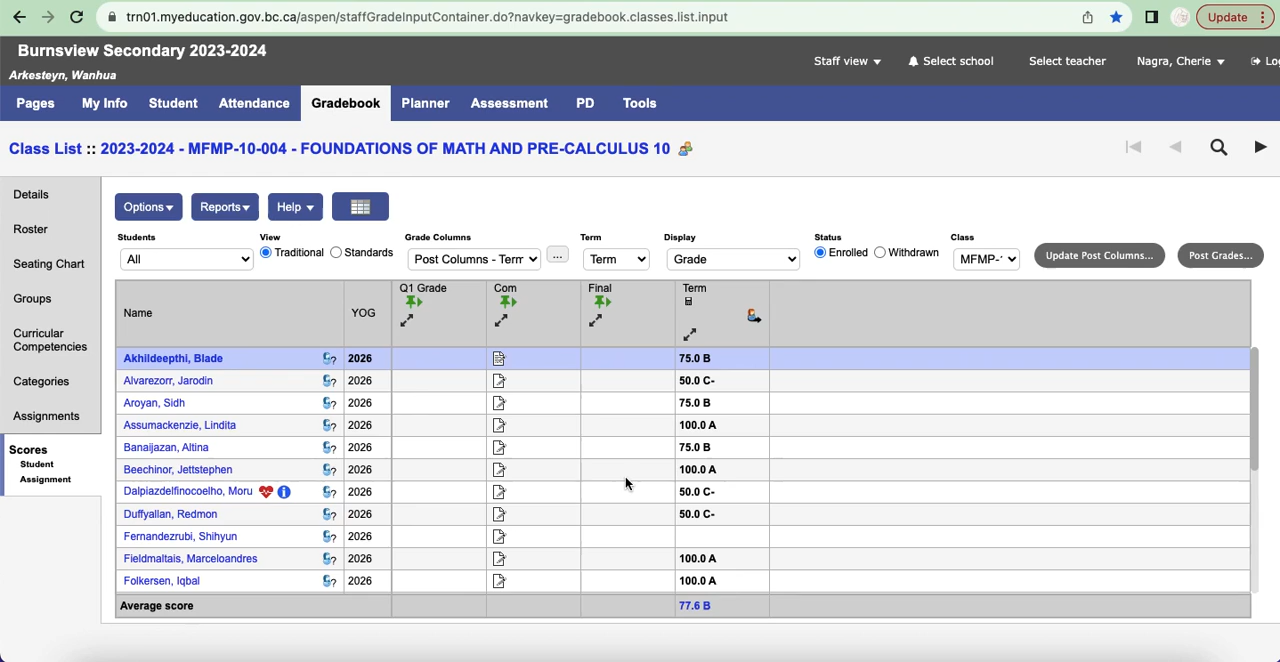 trn01.myeducation.gov.bc.ca/aspen/staffGradeInputContainer.do?navkey=gradebook.classes.list.input
Update
Burnsview Secondary 2023-2024
Arkesteyn, Wanhua
Staff view Select school Select teacher Nagra, Cherie Lo
Pages My Info Student Attendance Gradebook Planner Assessment PD Tools
Class List :: 2023-2024 - MFMP-10-004 - FOUNDATIONS OF MATH AND PRE-CALCULUS 10
Details
Roster
Seating Chart
Groups
Curricular
Competencies
Categories
Assignments
Scores
Student
Assignment
Options Reports Help
Students View Grade Columns Term Display Status Class
All Traditional Standards Post Columns - Term ... Term Grade Enrolled Withdrawn MFMP- Update Post Columns... Post Grades...
Name YOG Q1 Grade Com Final Term
Akhildeepthi, Blade 2026 75.0 B
Alvarezorr, Jarodin 2026 50.0 C-
Aroyan, Sidh 2026 75.0 B
Assumackenzie, Lindita 2026 100.0 A
Banaijazan, Altina 2026 75.0 B
Beechinor, Jettstephen 2026 100.0 A
Dalpiazdelfinocoelho, Moru 2026 50.0 C-
Duffyallan, Redmon 2026 50.0 C-
Fernandezrubi, Shihyun 2026
Fieldmaltais, Marceloandres 2026 100.0 A
Folkersen, Iqbal 2026 100.0 A
Average score 77.6 B